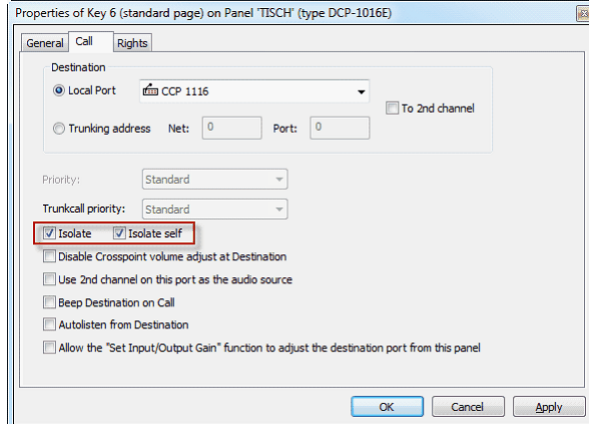 Properties of Key 6 (standard page) on Panel 'TISCH' (type DCP-1016E)
General Call Rights
Destination
Local Port CCP 1116
To 2nd channel
Trunking address Net: 0 Port: 0
Priority: Standard
Trunkcall priority: Standard
Isolate Isolate self
Disable Crosspoint volume adjust at Destination
Use 2nd channel on this port as the audio source
Beep Destination on Call
Autolisten from Destination
Allow the "Set Input/Output Gain" function to adjust the destination port from this panel
OK Cancel Apply